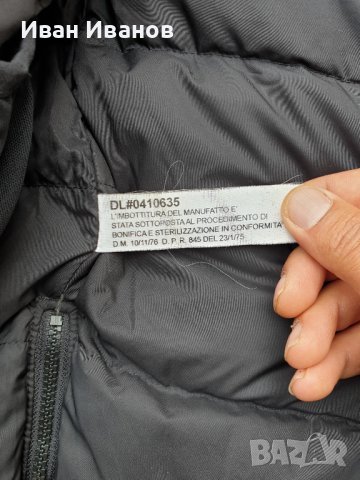 Иван Иванов
DL#0410635
L'IMBOTTITURA DEL MANUFATTO E'
STATA SOTTOPOSTA AL PROCEDIMENTO DI
BONIFICA E STERILIZZAZIONE IN CONFORMITA'
D.M. 10/11/76 D.P.R. 845 DEL 23/1/75
BAZAR